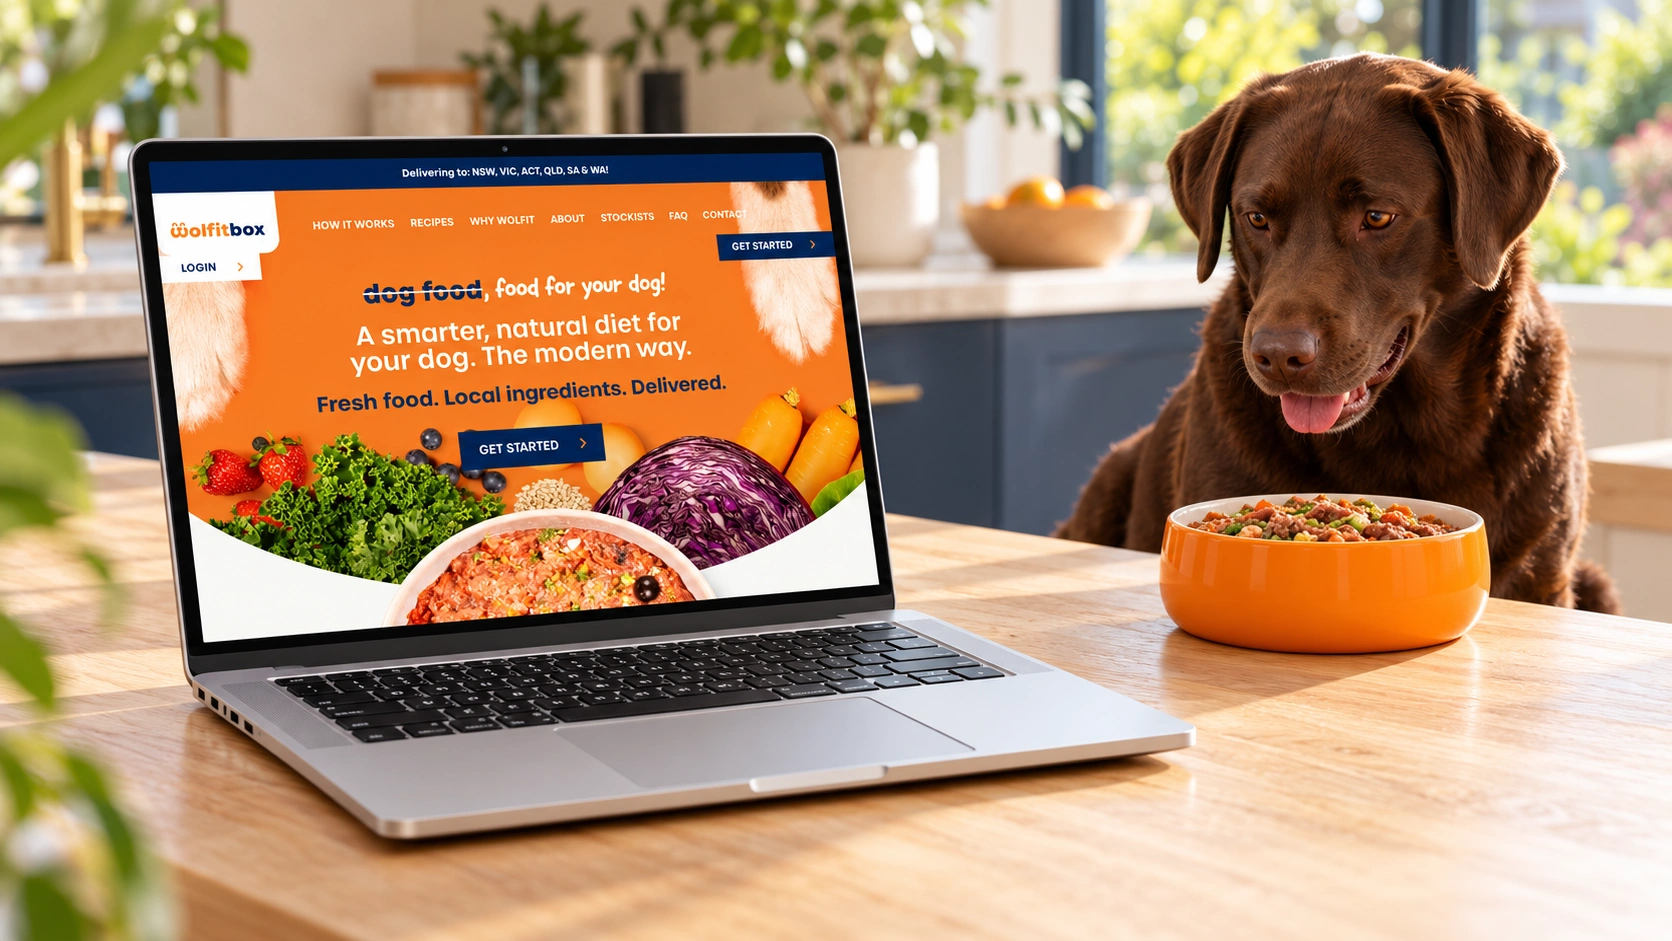 Delivering to: NSW, VIC, ACT, QLD, SA & WA!
wolfitbox
HOW IT WORKS RECIPES WHY WOLFIT ABOUT STOCKISTS FAQ CONTACT
LOGIN
GET STARTED
dog food, food for your dog!
A smarter, natural diet for
your dog. The modern way.
Fresh food. Local ingredients. Delivered.
GET STARTED